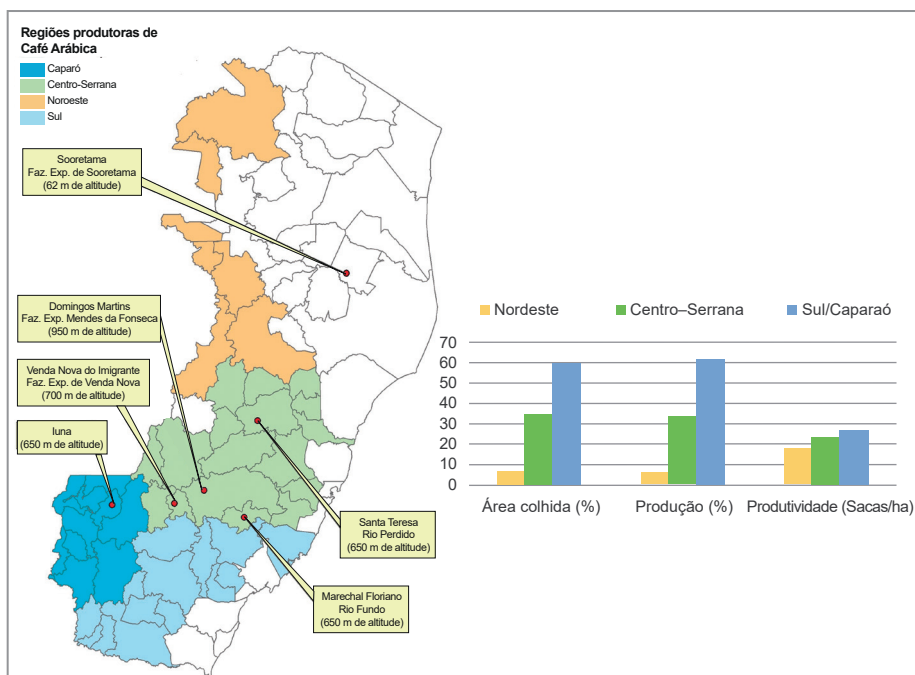 Regiões produtoras de
Café Arábica
Caparó
Centro-Serrana
Noroeste
Sul
Sooretama
Faz. Exp. de Sooretama
(62 m de altitude)
Domingos Martins
Faz. Exp. Mendes da Fonseca
(950 m de altitude)
Venda Nova do Imigrante
Faz. Exp. de Venda Nova
(700 m de altitude)
Iuna
(650 m de altitude)
Santa Teresa
Rio Perdido
(650 m de altitude)
Marechal Floriano
Rio Fundo
(650 m de altitude)
Nordeste Centro–Serrana Sul/Caparaó
70
60
50
40
30
20
10
0
Área colhida (%) Produção (%) Produtividade (Sacas/ha)